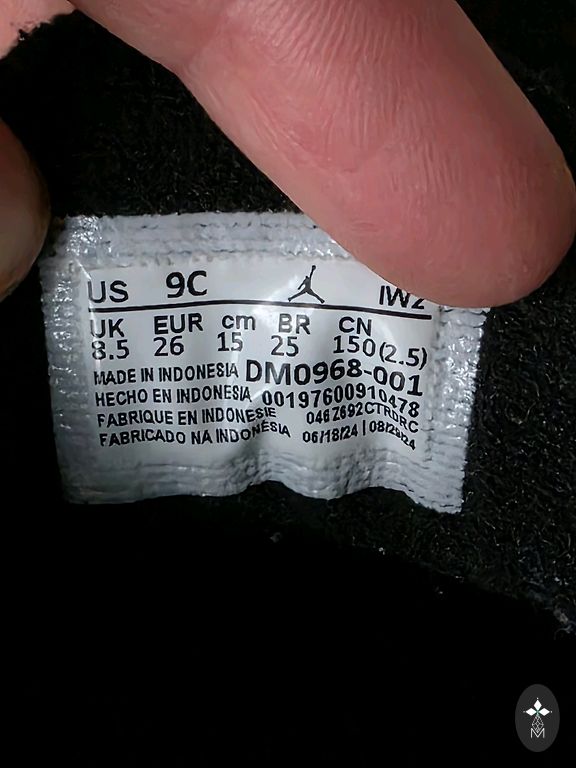 US 9C IW2
UK EUR cm BR CN
8.5 26 15 25 150(2.5)
MADE IN INDONESIA DM0968-001
HECHO EN INDONESIA 00197600910478
FABRIQUE EN INDONESIE 046Z692CTRDRC
FABRICADO NA INDONÉSIA 06/18/24 | 08/29/24
M